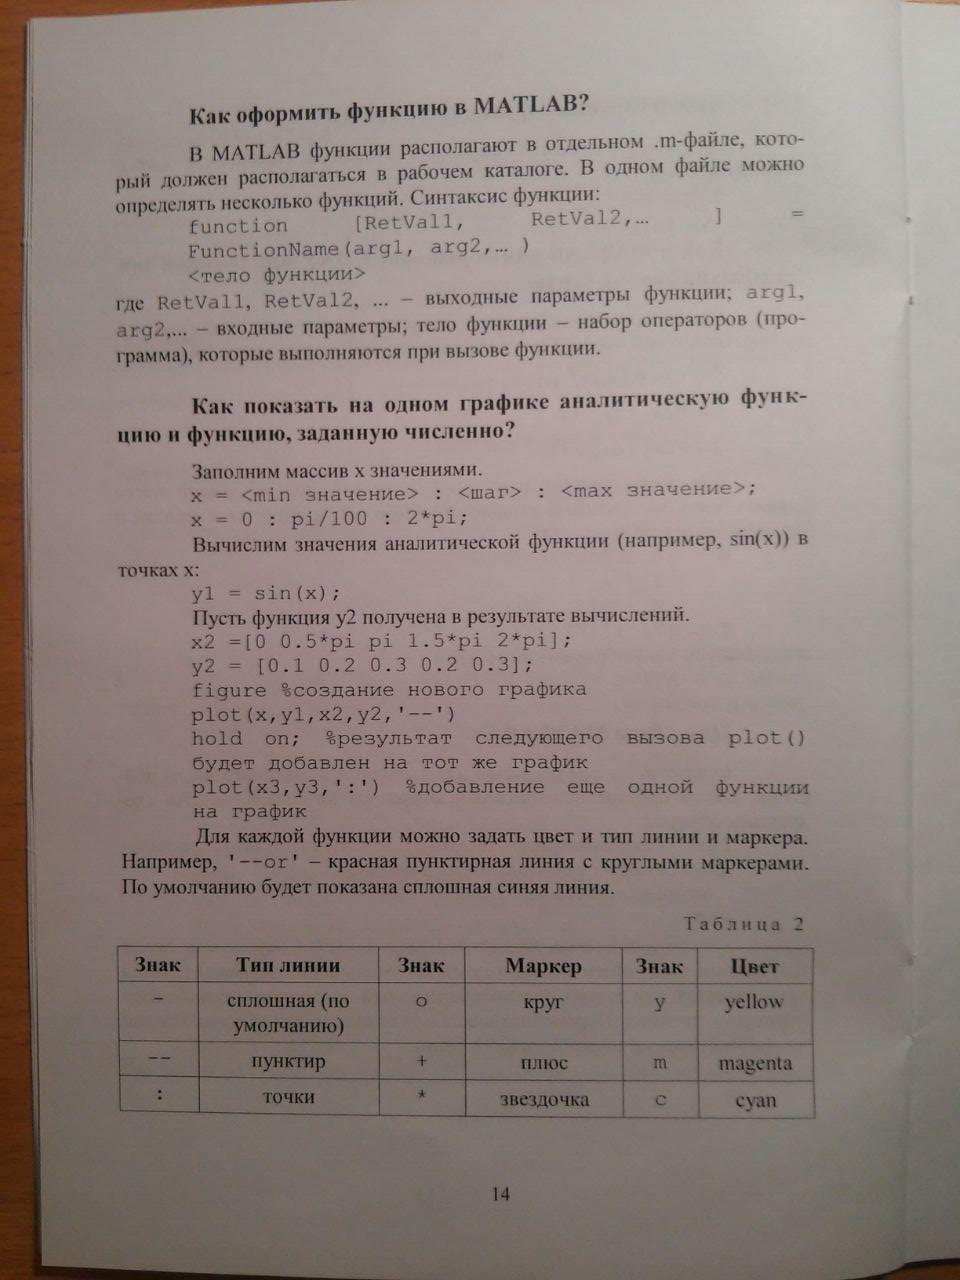 Как оформить функцию в MATLAB?
В MATLAB функции располагают в отдельном .m-файле, кото-
рый должен располагаться в рабочем каталоге. В одном файле можно
определять несколько функций. Синтаксис функции:
function [RetVal1, RetVal2,… ] =
FunctionName(arg1, arg2,… )
<тело функции>
где RetVal1, RetVal2, ... – выходные параметры функции; arg1,
arg2,... – входные параметры; тело функции – набор операторов (про-
грамма), которые выполняются при вызове функции.
Как показать на одном графике аналитическую функ-
цию и функцию, заданную численно?
Заполним массив x значениями.
x = <min значение> : <шаг> : <max значение>;
x = 0 : pi/100 : 2*pi;
Вычислим значения аналитической функции (например, sin(x)) в
точках x:
y1 = sin(x);
Пусть функция y2 получена в результате вычислений.
x2 =[0 0.5*pi pi 1.5*pi 2*pi];
y2 = [0.1 0.2 0.3 0.2 0.3];
figure %создание нового графика
plot(x,y1,x2,y2,'--')
hold on; %результат следующего вызова plot()
будет добавлен на тот же график
plot(x3,y3,':') %добавление еще одной функции
на график
Для каждой функции можно задать цвет и тип линии и маркера.
Например, '--or' – красная пунктирная линия с круглыми маркерами.
По умолчанию будет показана сплошная синяя линия.
Таблица 2
Знак Тип линии Знак Маркер Знак Цвет
- сплошная (по o круг y yellow
умолчанию)
-- пунктир + плюс m magenta
: точки * звездочка c cyan
14